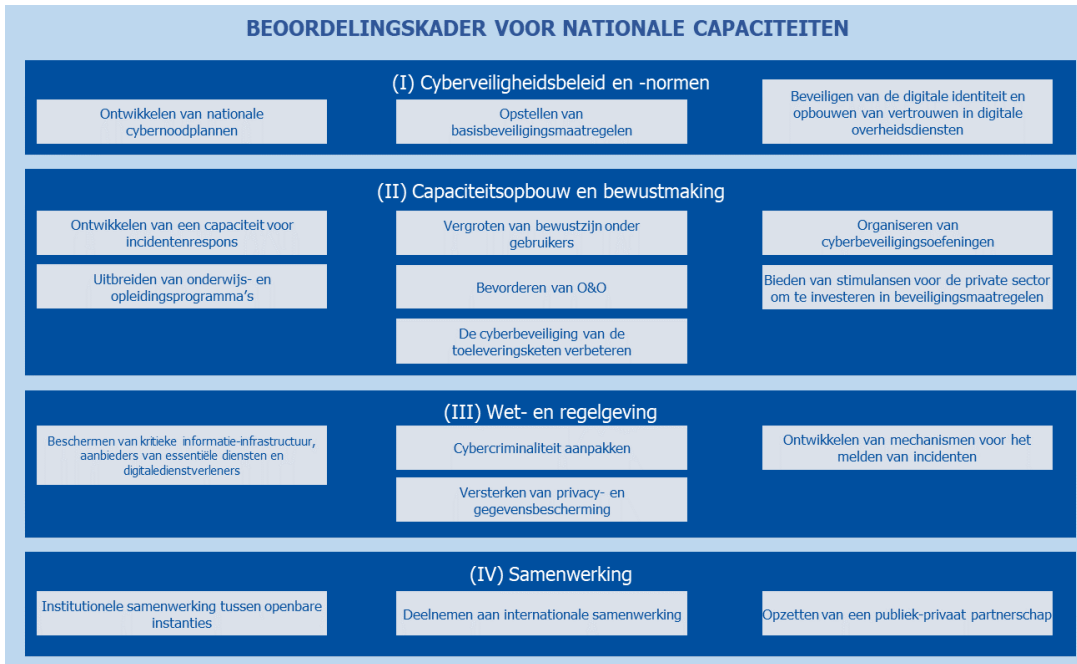 BEOORDELINGSKADER VOOR NATIONALE CAPACITEITEN
(I) Cyberveiligheidsbeleid en -normen
Ontwikkelen van nationale
cybernoodplannen
Opstellen van
basisbeveiligingsmaatregelen
Beveiligen van de digitale identiteit en
opbouwen van vertrouwen in digitale
overheidsdiensten
(II) Capaciteitsopbouw en bewustmaking
Ontwikkelen van een capaciteit voor
incidentenrespons
Vergroten van bewustzijn onder
gebruikers
Organiseren van
cyberbeveiligingsoefeningen
Uitbreiden van onderwijs- en
opleidingsprogramma's
Bevorderen van O&O
Bieden van stimulansen voor de private sector
om te investeren in beveiligingsmaatregelen
De cyberbeveiliging van de
toeleveringsketen verbeteren
(III) Wet- en regelgeving
Beschermen van kritieke informatie-infrastructuur,
aanbieders van essentiële diensten en
digitaledienstverleners
Cybercriminaliteit aanpakken
Ontwikkelen van mechanismen voor het
melden van incidenten
Versterken van privacy- en
gegevensbescherming
(IV) Samenwerking
Institutionele samenwerking tussen openbare
instanties
Deelnemen aan internationale samenwerking
Opzetten van een publiek-privaat partnerschap